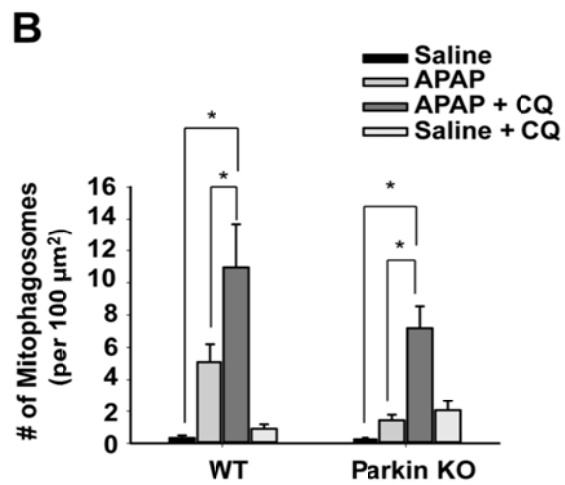 B
Saline
APAP
APAP + CQ
Saline + CQ
*
*
*
*
# of Mitophagosomes
(per 100 µm²)
16
14
12
10
8
6
4
2
0
WT
Parkin KO